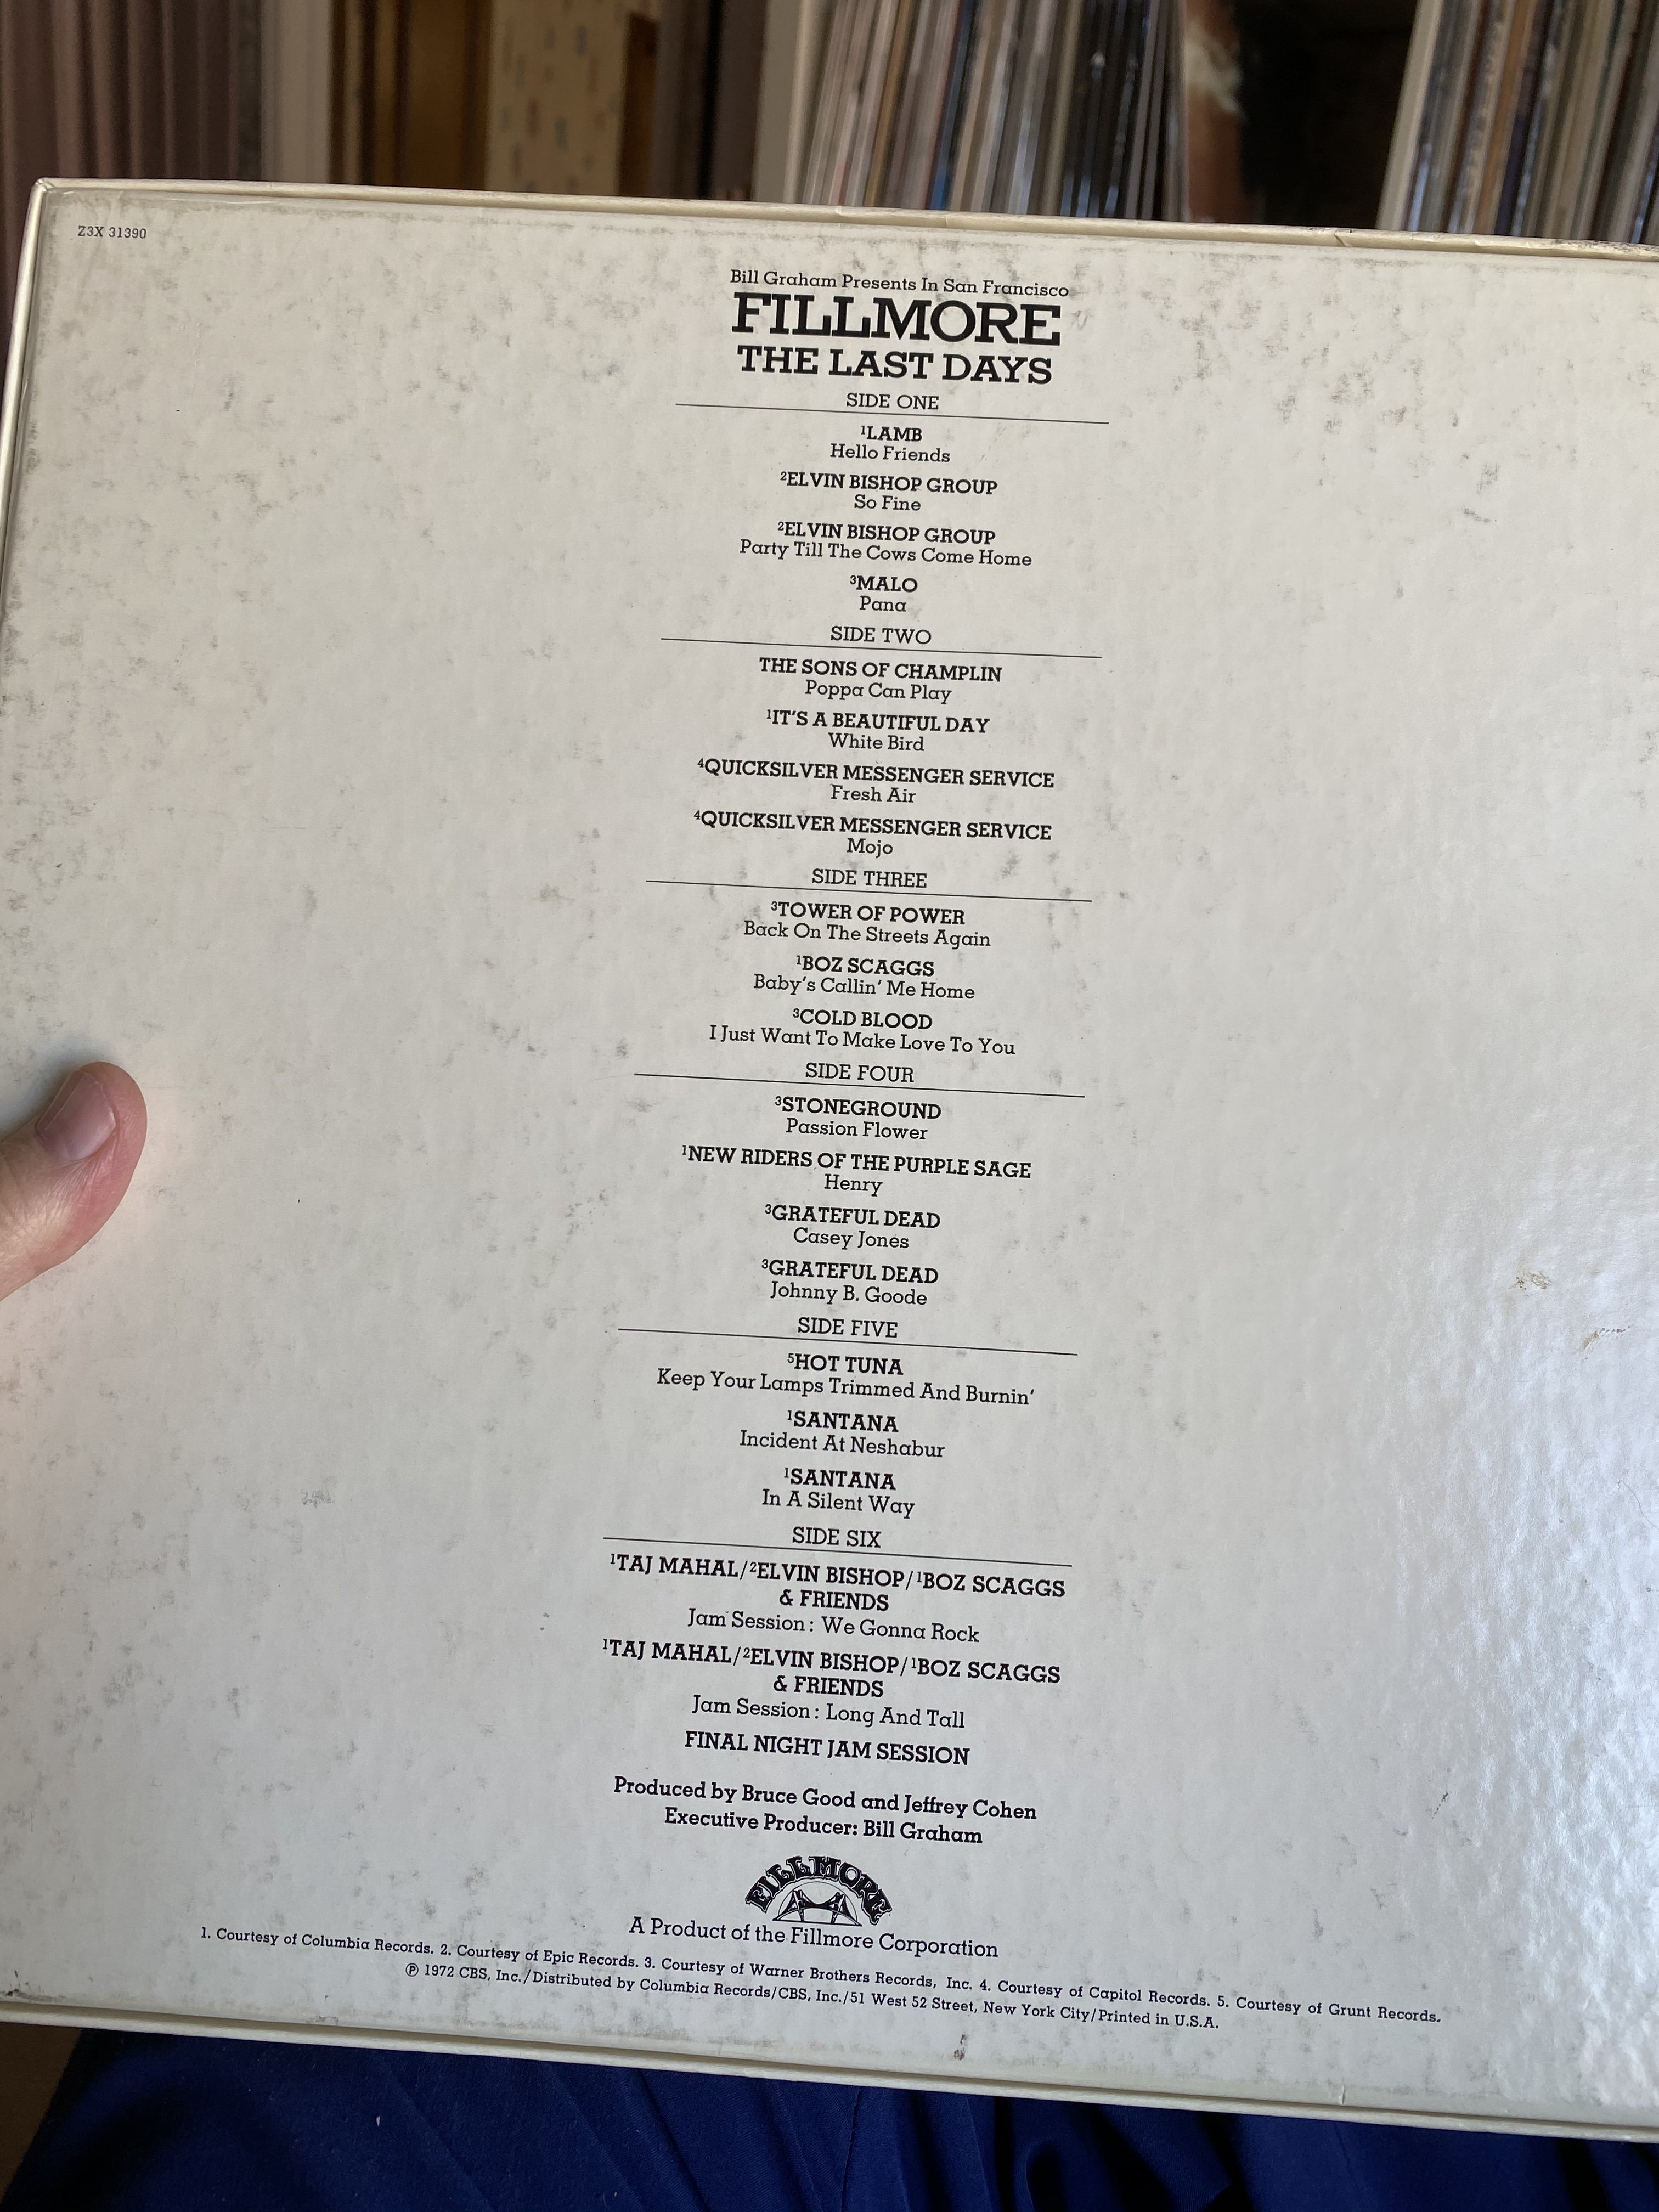 Z3X 31390
Bill Graham Presents In San Francisco
FILLMORE
THE LAST DAYS
SIDE ONE
¹LAMB
Hello Friends
²ELVIN BISHOP GROUP
So Fine
²ELVIN BISHOP GROUP
Party Till The Cows Come Home
³MALO
Pana
SIDE TWO
THE SONS OF CHAMPLIN
Poppa Can Play
¹IT'S A BEAUTIFUL DAY
White Bird
⁴QUICKSILVER MESSENGER SERVICE
Fresh Air
⁴QUICKSILVER MESSENGER SERVICE
Mojo
SIDE THREE
³TOWER OF POWER
Back On The Streets Again
¹BOZ SCAGGS
Baby's Callin' Me Home
³COLD BLOOD
I Just Want To Make Love To You
SIDE FOUR
³STONEGROUND
Passion Flower
¹NEW RIDERS OF THE PURPLE SAGE
Henry
³GRATEFUL DEAD
Casey Jones
³GRATEFUL DEAD
Johnny B. Goode
SIDE FIVE
⁵HOT TUNA
Keep Your Lamps Trimmed And Burnin'
¹SANTANA
Incident At Neshabur
¹SANTANA
In A Silent Way
SIDE SIX
¹TAJ MAHAL/²ELVIN BISHOP/¹BOZ SCAGGS
& FRIENDS
Jam Session: We Gonna Rock
¹TAJ MAHAL/²ELVIN BISHOP/¹BOZ SCAGGS
& FRIENDS
Jam Session: Long And Tall
FINAL NIGHT JAM SESSION
Produced by Bruce Good and Jeffrey Cohen
Executive Producer: Bill Graham
FILLMORE
A Product of the Fillmore Corporation
1. Courtesy of Columbia Records. 2. Courtesy of Epic Records. 3. Courtesy of Warner Brothers Records, Inc. 4. Courtesy of Capitol Records. 5. Courtesy of Grunt Records.
℗ 1972 CBS, Inc./Distributed by Columbia Records/CBS, Inc./51 West 52 Street, New York City/Printed in U.S.A.